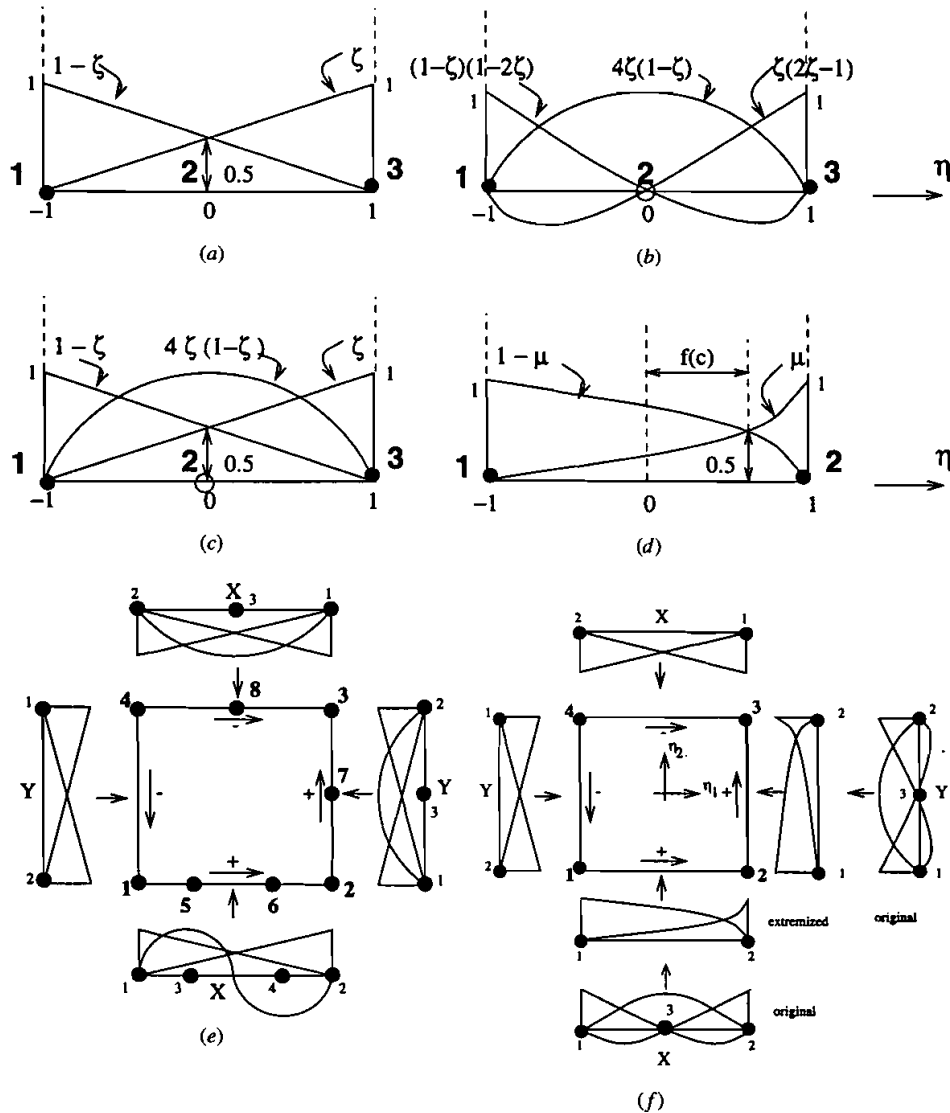 1–ζ ζ
1 1
1 2 0.5 3
–1 0 1
(a)
(1–ζ)(1–2ζ) 4ζ(1–ζ) ζ(2ζ–1)
1 1
1 2 3
–1 0 1 η
(b)
1–ζ 4 ζ (1–ζ) ζ
1 1
1 2 0.5 3
–1 0 1
(c)
1 – μ f(c) μ
1 1
1 0.5 2
–1 0 1 η
(d)
2 X 3 1
1 4 8 3 2
-
Y - + 7 3 Y
2 1 + 2 1
5 6
1 3 X 4 2
(e)
2 X 1
1 4 3 2 2
- η2
Y - η1 + 3 Y
2 1 + 2 1 1
1 2 extremized original
3 original
1 X 2
(f)